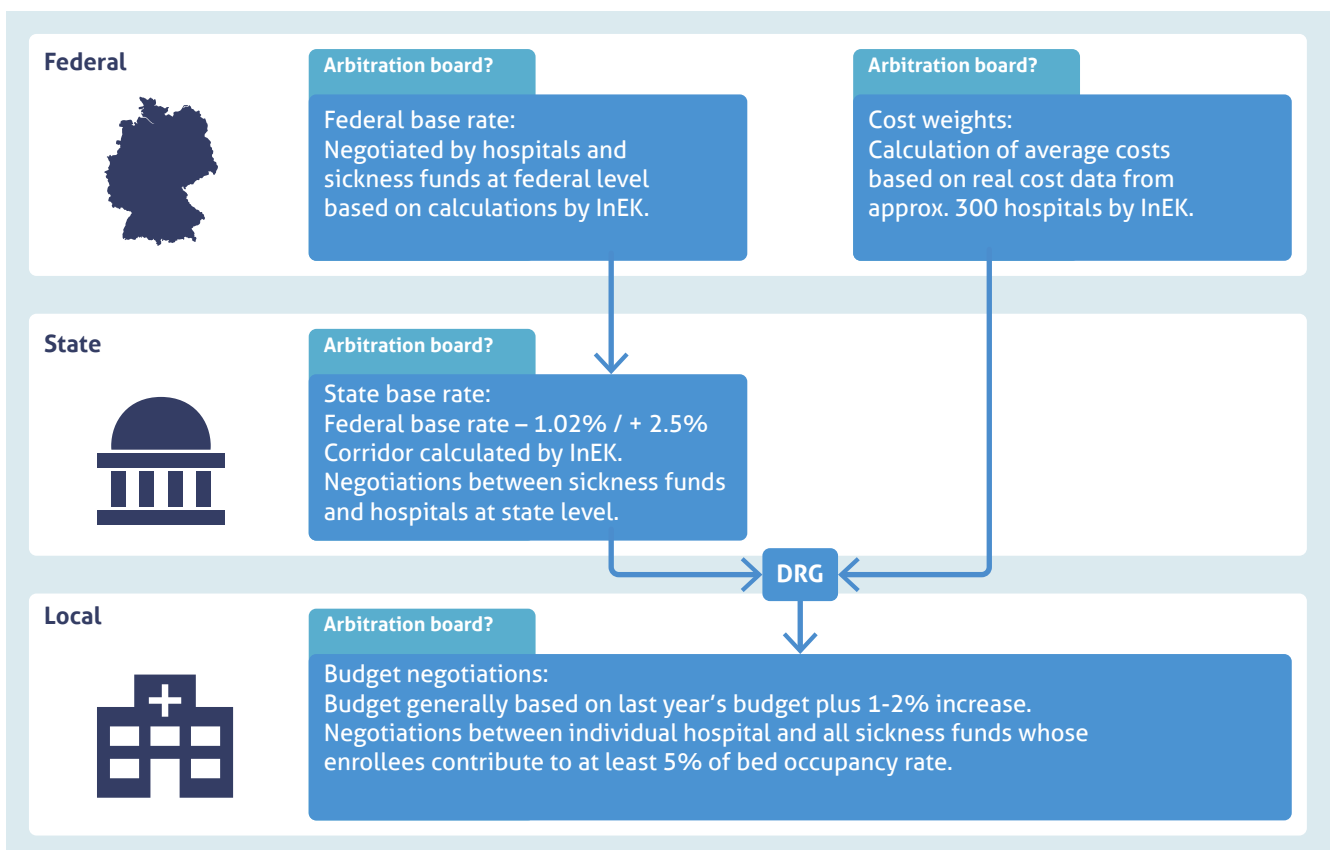 Federal
Arbitration board?
Federal base rate:
Negotiated by hospitals and
sickness funds at federal level
based on calculations by InEK.
Arbitration board?
Cost weights:
Calculation of average costs
based on real cost data from
approx. 300 hospitals by InEK.
State
Arbitration board?
State base rate:
Federal base rate – 1.02% / + 2.5%
Corridor calculated by InEK.
Negotiations between sickness funds
and hospitals at state level.
DRG
Local
Arbitration board?
Budget negotiations:
Budget generally based on last year’s budget plus 1-2% increase.
Negotiations between individual hospital and all sickness funds whose
enrollees contribute to at least 5% of bed occupancy rate.